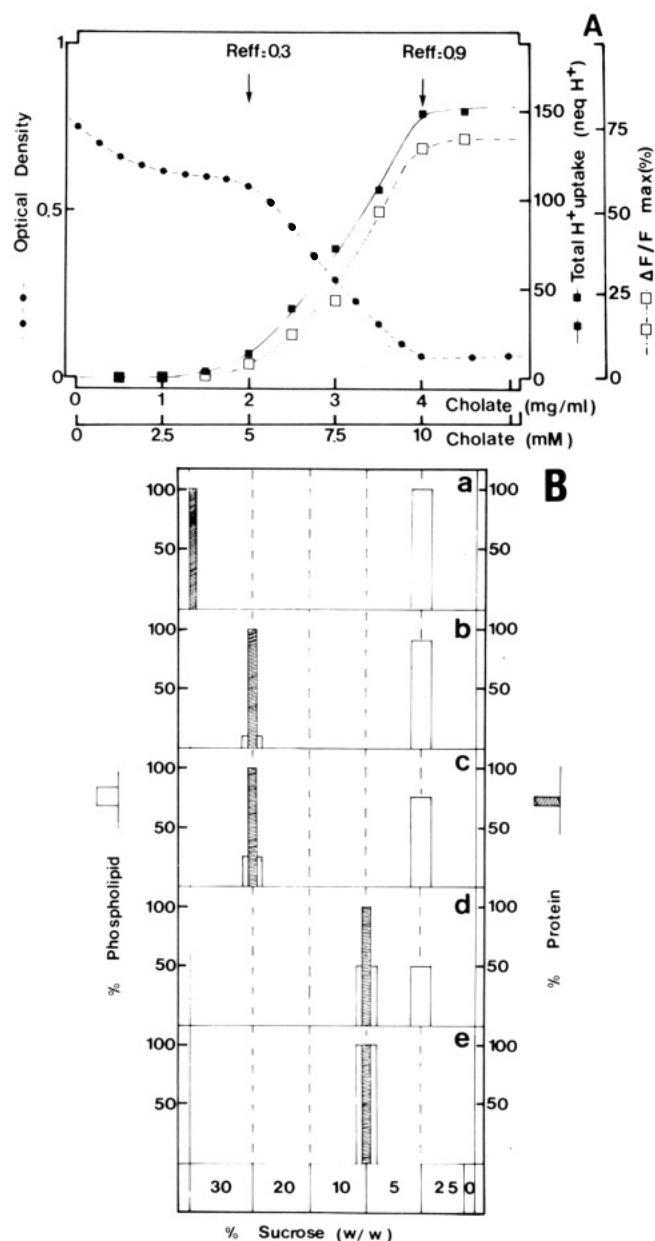 A
Reff:0.3 Reff:0.9
1
0,5
0
Optical Density
150
100
50
0
Total H⁺ uptake (neq H⁺)
75
50
25
0
ΔF/F max(%)
0 1 2 3 4
Cholate (mg/ml)
0 2.5 5 7.5 10
Cholate (mM)
B
a
100 100
50 50
b
100 100
50 50
c
100 100
50 50
d
100 100
50 50
e
100 100
50 50
% Phospholipid
% Protein
30 20 10 5 2 5 0
% Sucrose (w/w)